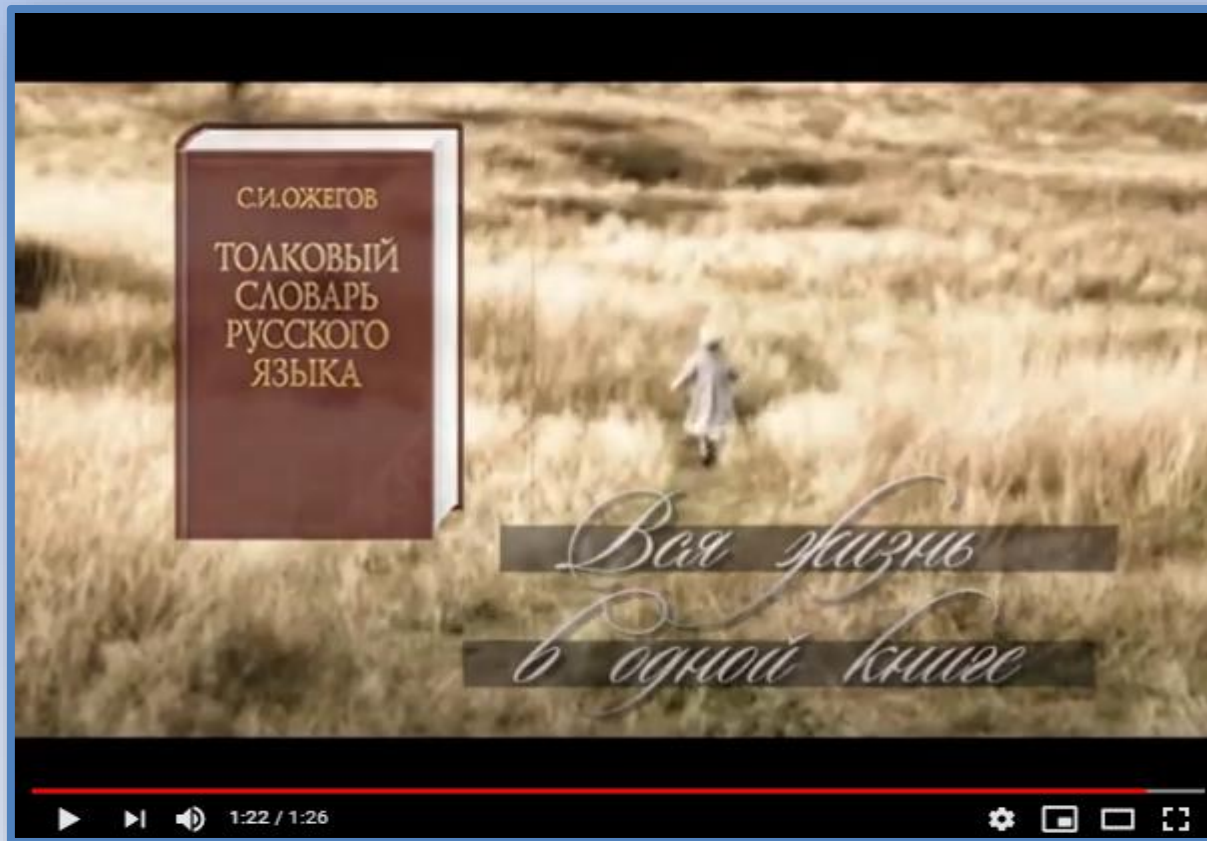 С.И.ОЖЕГОВ
ТОЛКОВЫЙ
СЛОВАРЬ
РУССКОГО
ЯЗЫКА
Вся жизнь
в одной книге
1:22 / 1:26